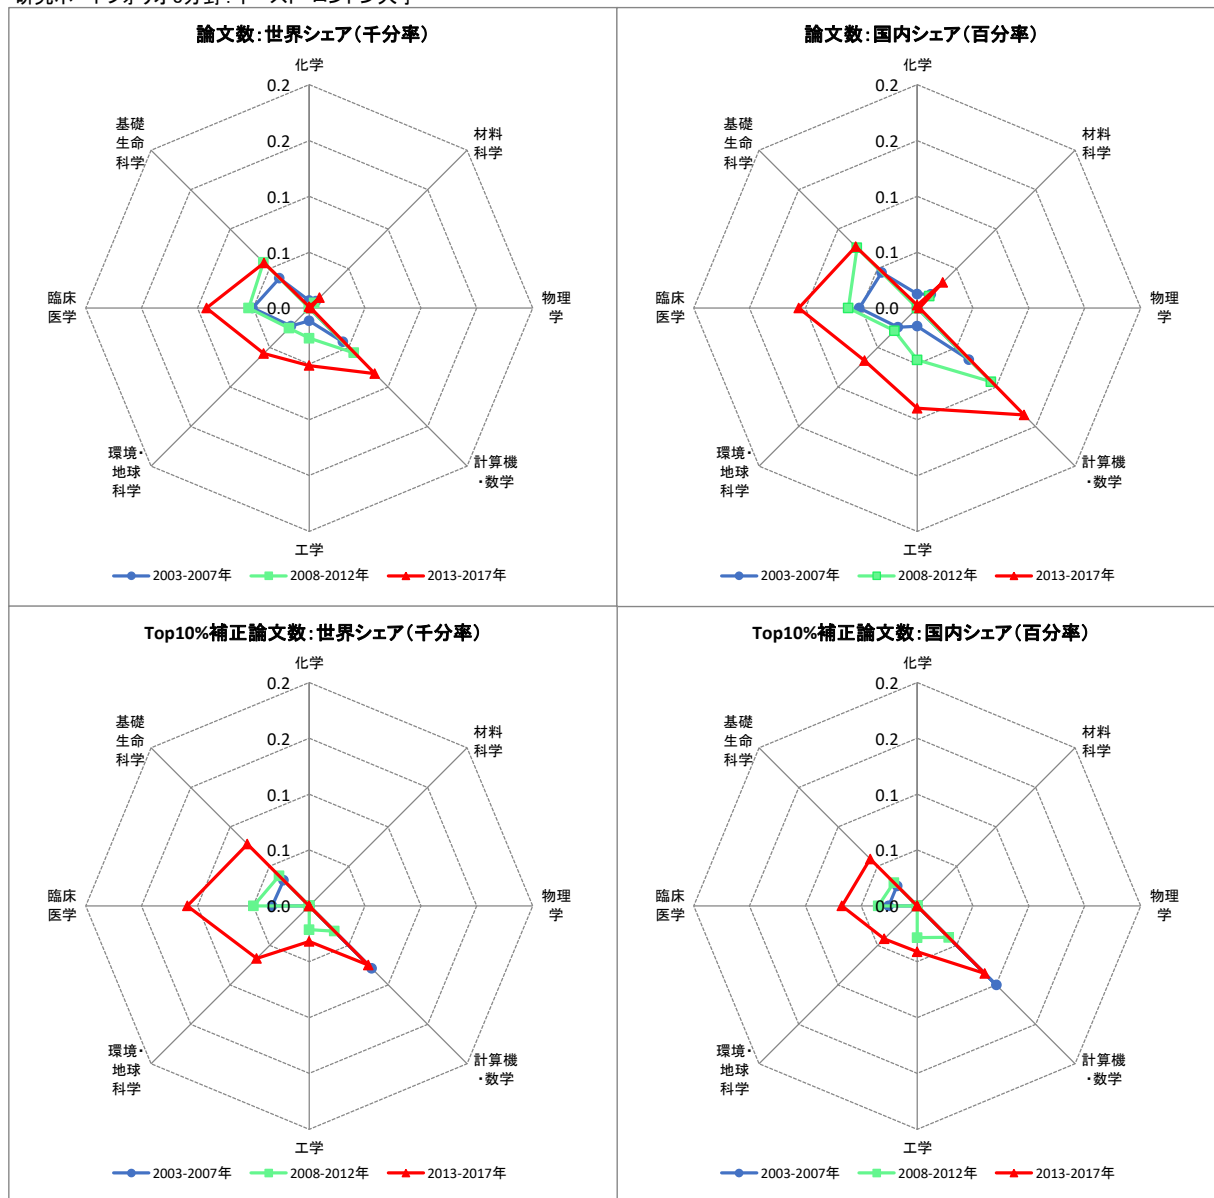 論文数：世界シェア（千分率）
化学
0.2
0.2
0.1
0.1
0.0
材料
科学
物理
学
計算機
・数学
工学
環境・
地球
科学
臨床
医学
基礎
生命
科学
2003-2007年 2008-2012年 2013-2017年
論文数：国内シェア（百分率）
化学
0.2
0.2
0.1
0.1
0.0
材料
科学
物理
学
計算機
・数学
工学
環境・
地球
科学
臨床
医学
基礎
生命
科学
2003-2007年 2008-2012年 2013-2017年
Top10%補正論文数：世界シェア（千分率）
化学
0.2
0.2
0.1
0.1
0.0
材料
科学
物理
学
計算機
・数学
工学
環境・
地球
科学
臨床
医学
基礎
生命
科学
2003-2007年 2008-2012年 2013-2017年
Top10%補正論文数：国内シェア（百分率）
化学
0.2
0.2
0.1
0.1
0.0
材料
科学
物理
学
計算機
・数学
工学
環境・
地球
科学
臨床
医学
基礎
生命
科学
2003-2007年 2008-2012年 2013-2017年